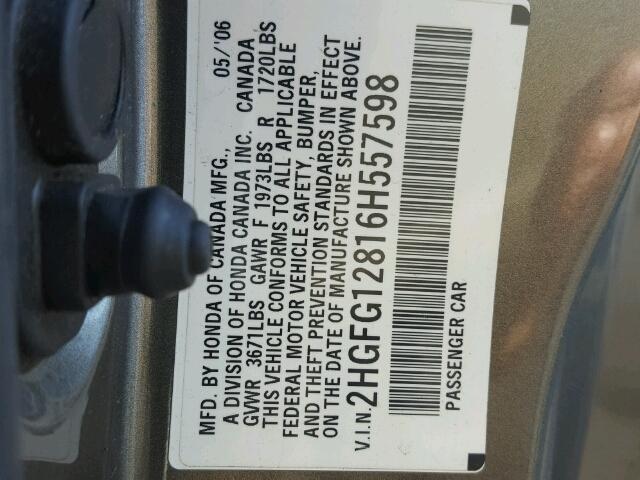 MFD. BY HONDA OF CANADA MFG., 05/'06
A DIVISION OF HONDA CANADA INC. CANADA
GVWR 3671LBS GAWR F 1973LBS R 1720LBS
THIS VEHICLE CONFORMS TO ALL APPLICABLE
FEDERAL MOTOR VEHICLE SAFETY, BUMPER,
AND THEFT PREVENTION STANDARDS IN EFFECT
ON THE DATE OF MANUFACTURE SHOWN ABOVE.
V.I.N. 2HGFG12816H557598
PASSENGER CAR